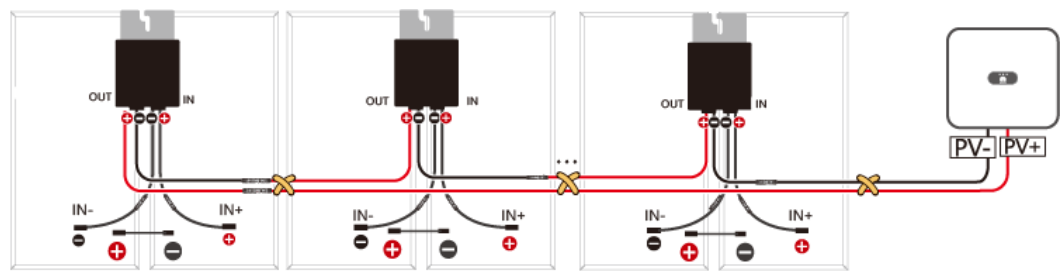 OUT IN
OUT IN
OUT IN
+ − − +
+ − − +
+ − − +
...
PV- PV+
IN- IN+
IN- IN+
IN- IN+
− +
− +
− +
+ −
+ −
+ −